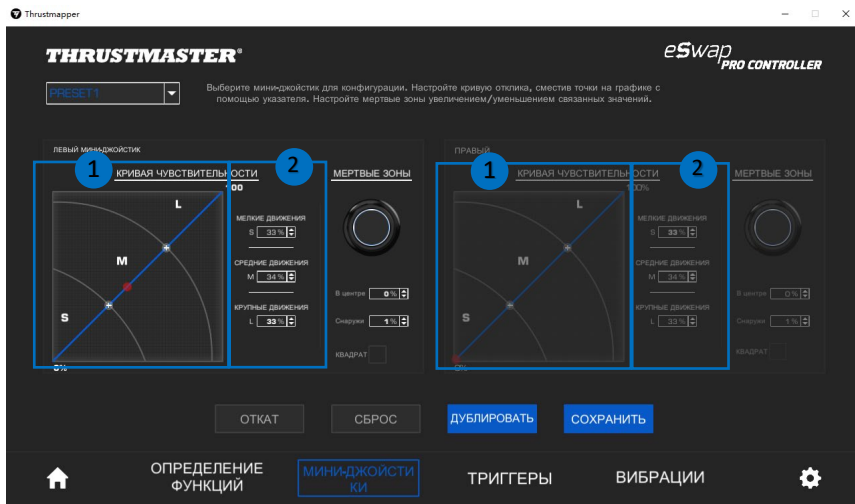 Thrustmapper
THRUSTMASTER®
eSwap
PRO CONTROLLER
PRESET1
Выберите мини-джойстик для конфигурации. Настройте кривую отклика, сместив точки на графике с
помощью указателя. Настройте мертвые зоны увеличением/уменьшением связанных значений.
ЛЕВЫЙ МИНИ-ДЖОЙСТИК
1
КРИВАЯ ЧУВСТВИТЕЛЬНОСТИ
2
МЕРТВЫЕ ЗОНЫ
100
L
M
S
0%
МЕЛКИЕ ДВИЖЕНИЯ
S 33%
СРЕДНИЕ ДВИЖЕНИЯ
M 34%
КРУПНЫЕ ДВИЖЕНИЯ
L 33%
В центре 0%
Снаружи 1%
КВАДРАТ
ПРАВЫЙ
1
КРИВАЯ ЧУВСТВИТЕЛЬНОСТИ
2
МЕРТВЫЕ ЗОНЫ
100%
L
M
S
0%
МЕЛКИЕ ДВИЖЕНИЯ
S 33%
СРЕДНИЕ ДВИЖЕНИЯ
M 34%
КРУПНЫЕ ДВИЖЕНИЯ
L 33%
В центре 0%
Снаружи 1%
КВАДРАТ
ОТКАТ
СБРОС
ДУБЛИРОВАТЬ
СОХРАНИТЬ
ОПРЕДЕЛЕНИЕ
ФУНКЦИЙ
МИНИ-ДЖОЙСТИ
КИ
ТРИГГЕРЫ
ВИБРАЦИИ